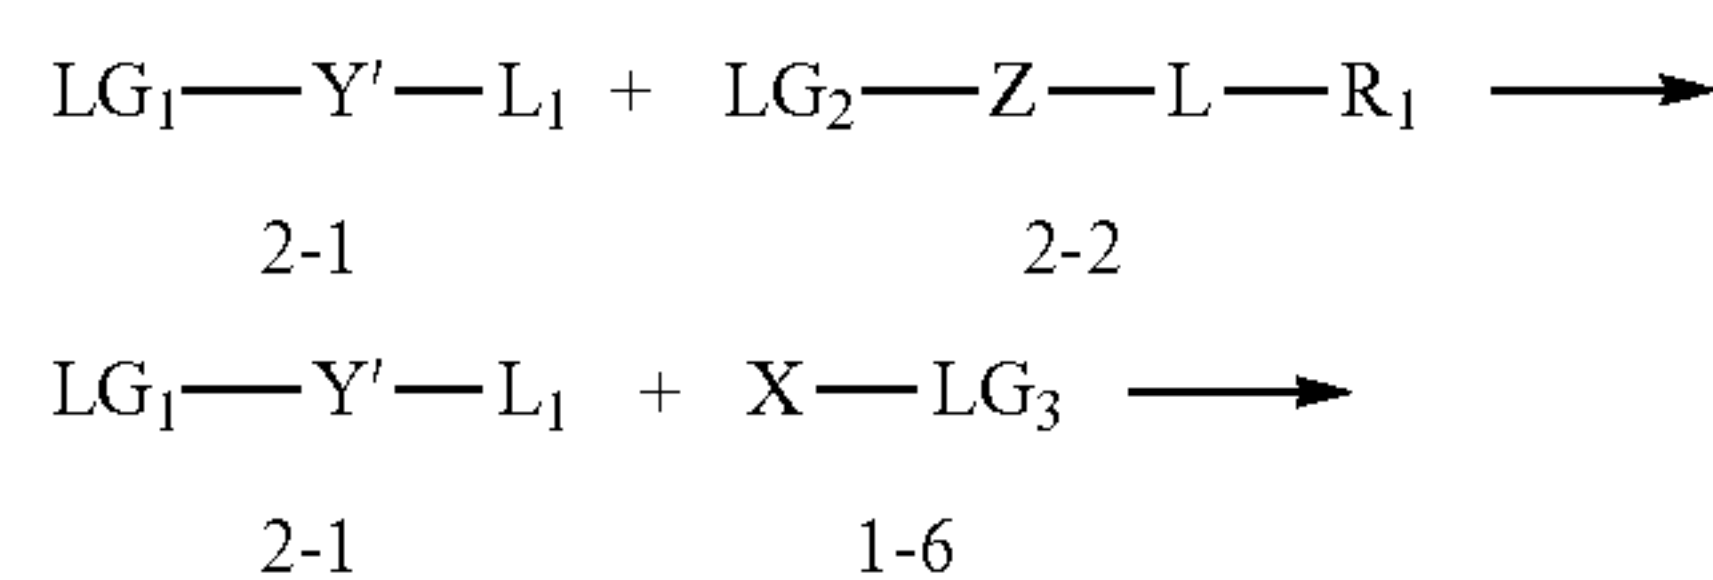 LG₁—Y′—L₁ + LG₂—Z—L—R₁ ⟶
2-1 2-2
LG₁—Y′—L₁ + X—LG₃ ⟶
2-1 1-6